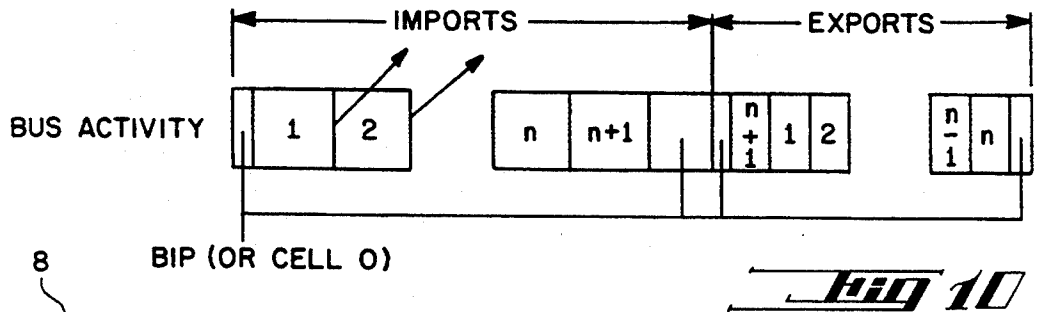 IMPORTS EXPORTS
BUS ACTIVITY 1 2 n n+1 n+1 1 2 n-1 n
BIP (OR CELL 0)
8
Fig 10